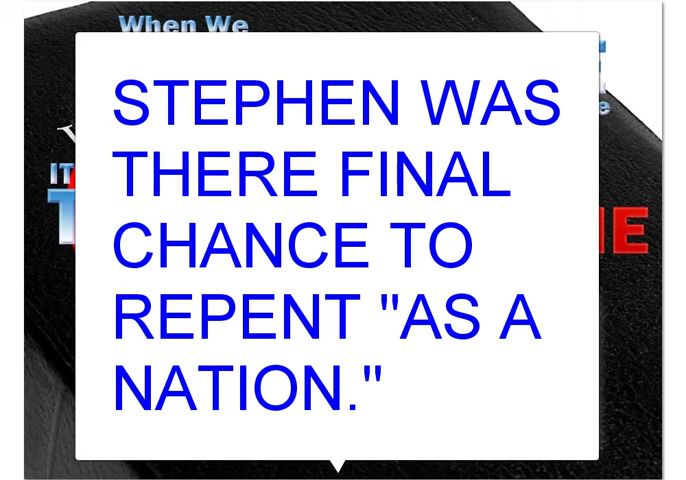 When We
STEPHEN WAS
THERE FINAL
CHANCE TO
REPENT "AS A
NATION."